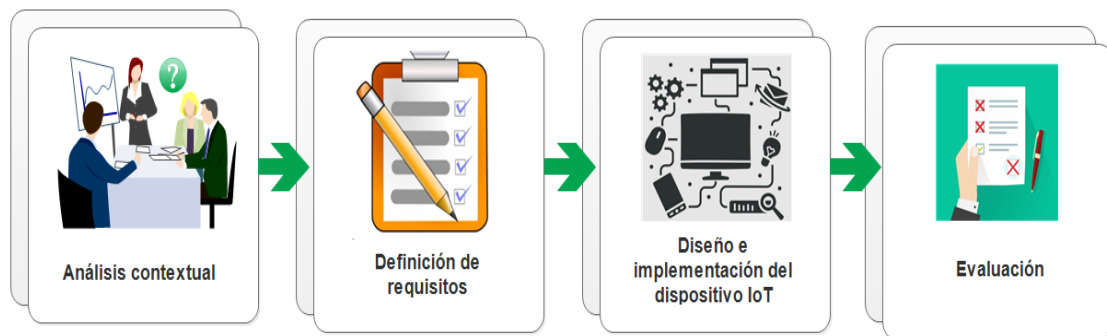 Análisis contextual
Definición de
requisitos
Diseño e
implementación del
dispositivo IoT
Evaluación
?